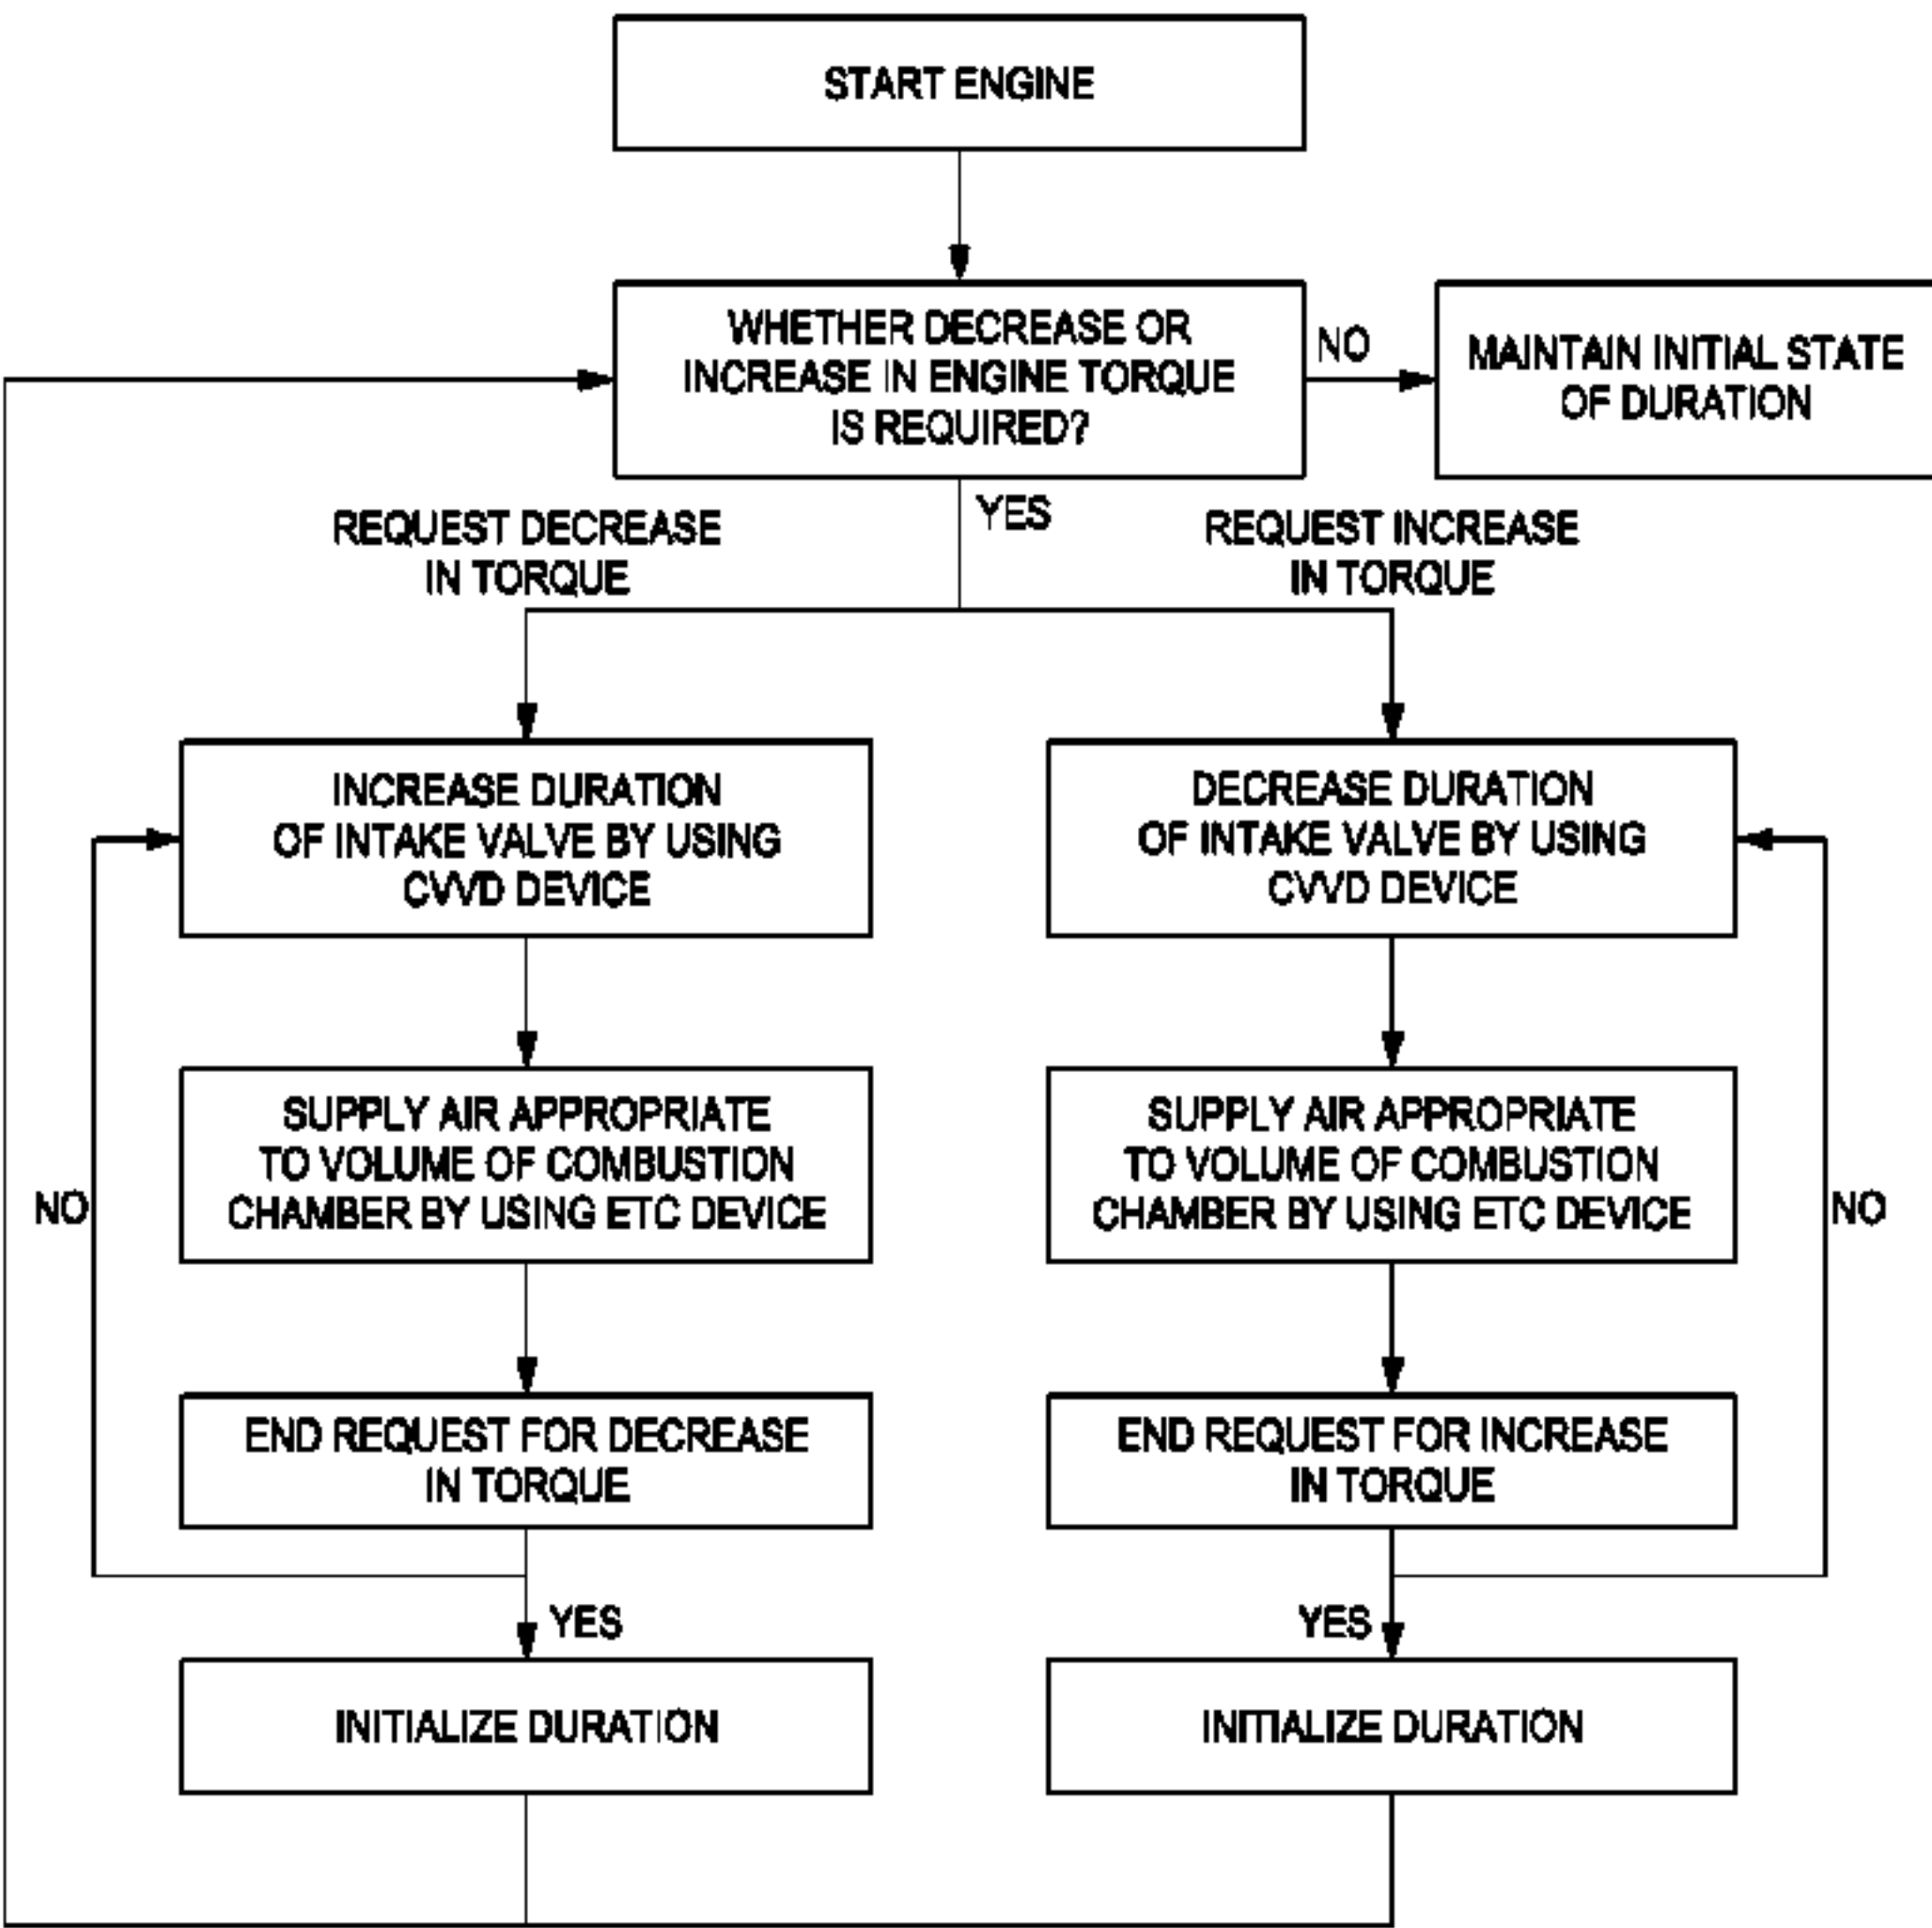 START ENGINE
WHETHER DECREASE OR
INCREASE IN ENGINE TORQUE
IS REQUIRED?
NO
MAINTAIN INITIAL STATE
OF DURATION
YES
REQUEST DECREASE
IN TORQUE
REQUEST INCREASE
IN TORQUE
INCREASE DURATION
OF INTAKE VALVE BY USING
CVVD DEVICE
DECREASE DURATION
OF INTAKE VALVE BY USING
CVVD DEVICE
SUPPLY AIR APPROPRIATE
TO VOLUME OF COMBUSTION
CHAMBER BY USING ETC DEVICE
SUPPLY AIR APPROPRIATE
TO VOLUME OF COMBUSTION
CHAMBER BY USING ETC DEVICE
NO
NO
END REQUEST FOR DECREASE
IN TORQUE
END REQUEST FOR INCREASE
IN TORQUE
YES
YES
INITIALIZE DURATION
INITIALIZE DURATION